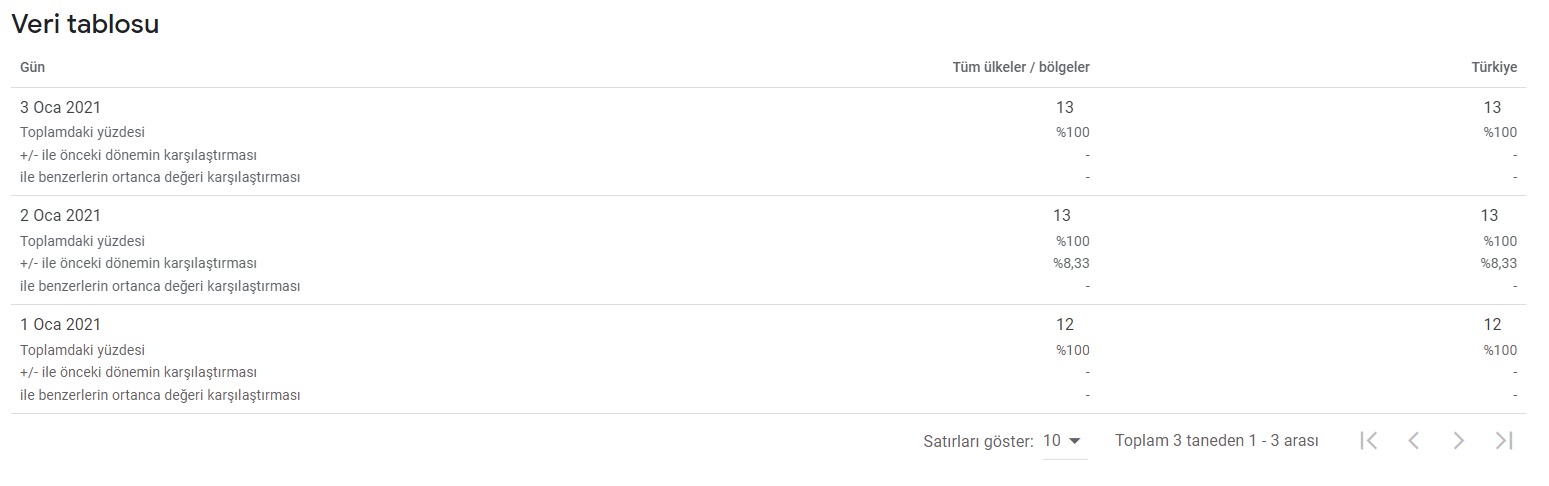 Veri tablosu
Gün Tüm ülkeler / bölgeler Türkiye
3 Oca 2021 13 13
Toplamdaki yüzdesi %100 %100
+/- ile önceki dönemin karşılaştırması - -
ile benzerlerin ortanca değeri karşılaştırması - -
2 Oca 2021 13 13
Toplamdaki yüzdesi %100 %100
+/- ile önceki dönemin karşılaştırması %8,33 %8,33
ile benzerlerin ortanca değeri karşılaştırması - -
1 Oca 2021 12 12
Toplamdaki yüzdesi %100 %100
+/- ile önceki dönemin karşılaştırması - -
ile benzerlerin ortanca değeri karşılaştırması - -
Satırları göster: 10 Toplam 3 taneden 1 - 3 arası